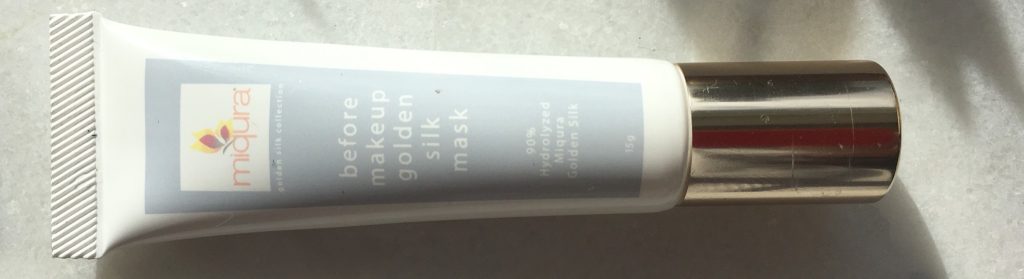 miqura
golden silk collection
before
makeup
golden
silk
mask
90%
Hydrolyzed
Miqura
Golden Silk
15g